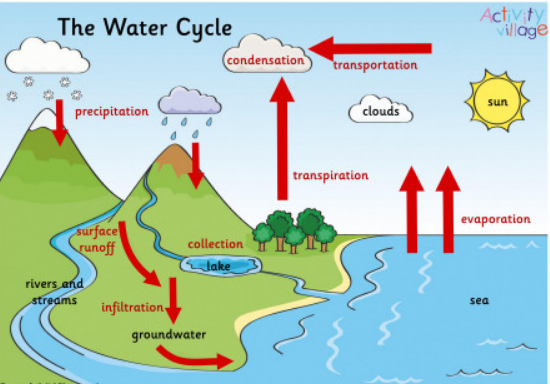 The Water Cycle
Activity
village
condensation
transportation
precipitation
clouds
sun
transpiration
evaporation
surface
runoff
collection
lake
rivers and
streams
infiltration
groundwater
sea